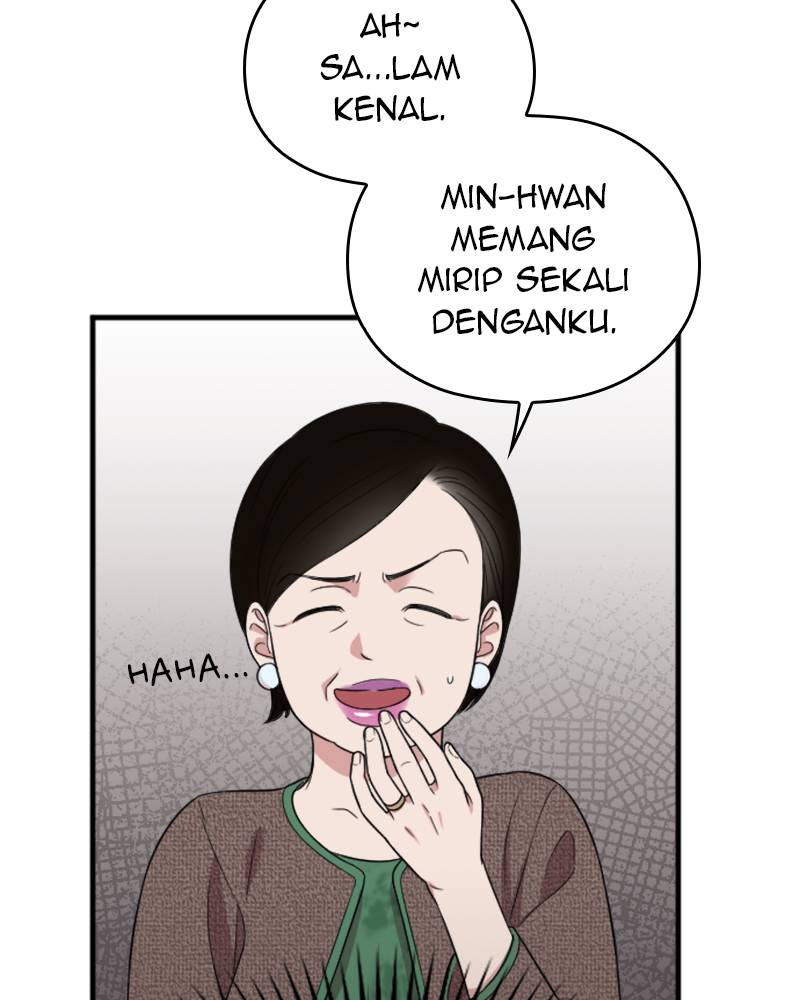 AH~
SA...LAM
KENAL.
MIN-HWAN
MEMANG
MIRIP SEKALI
DENGANKU.
HAHA...